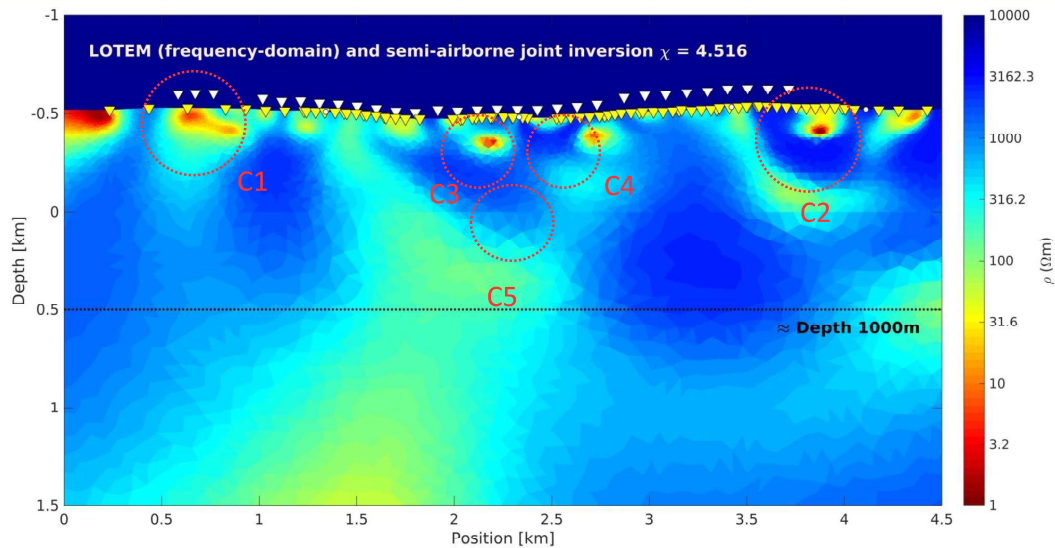 -1
-0.5
0
0.5
1
1.5
Depth [km]
LOTEM (frequency-domain) and semi-airborne joint inversion χ = 4.516
C1
C3
C4
C2
C5
≈ Depth 1000m
0
0.5
1
1.5
2
2.5
3
3.5
4
4.5
Position [km]
10000
3162.3
1000
316.2
100
31.6
10
3.2
1
ρ (Ωm)